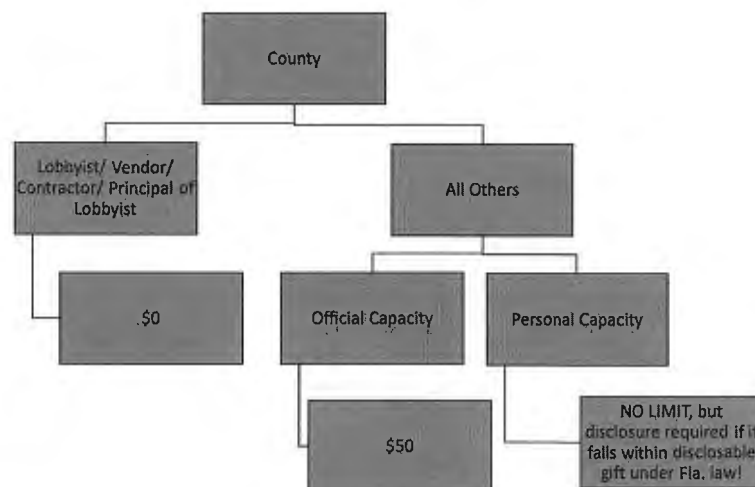 County
Lobbyist/ Vendor/
Contractor/ Principal of
Lobbyist
All Others
$0
Official Capacity
Personal Capacity
$50
NO LIMIT, but
disclosure required if it
falls within disclosable
gift under Fla. law!